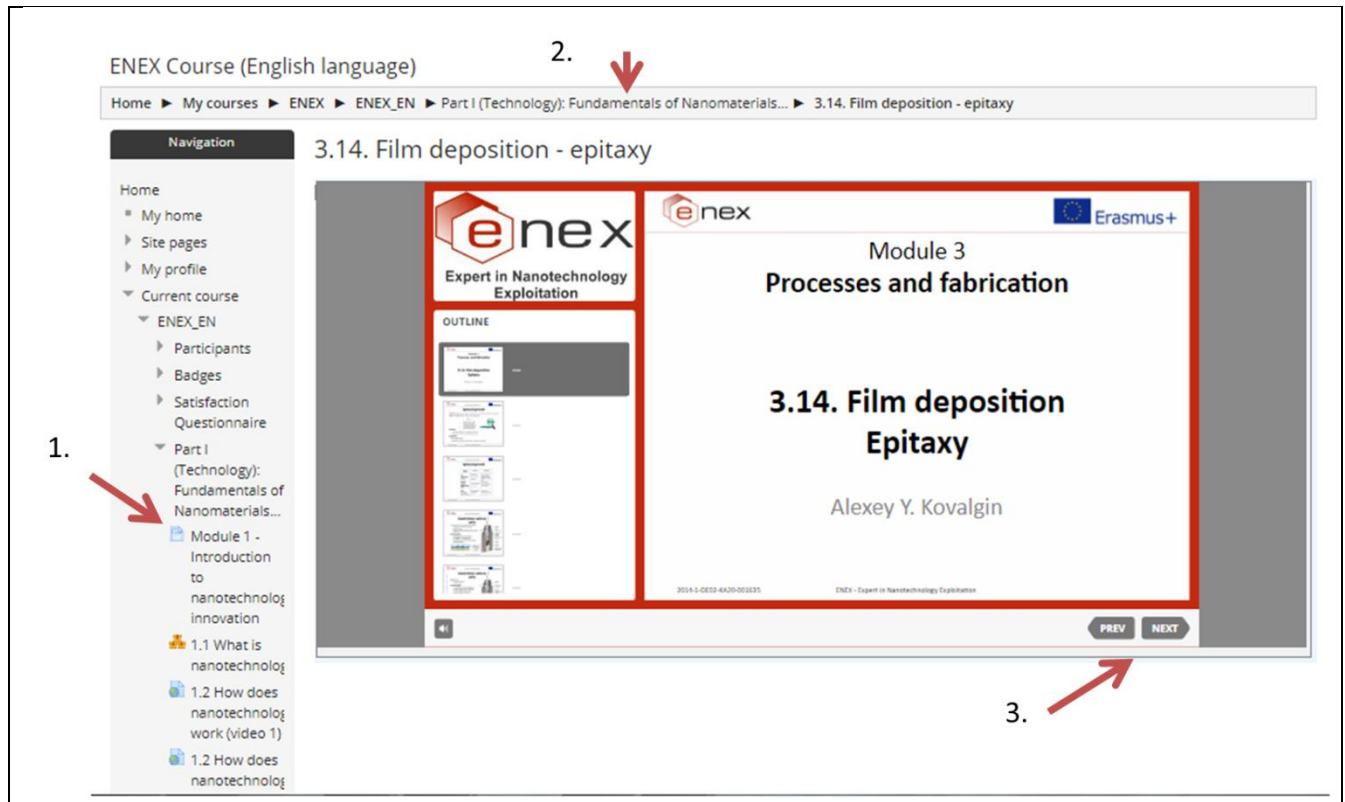 ENEX Course (English language)
2.
Home ► My courses ► ENEX ► ENEX_EN ► Part I (Technology): Fundamentals of Nanomaterials... ► 3.14. Film deposition - epitaxy
Navigation
3.14. Film deposition - epitaxy
Home
My home
Site pages
My profile
Current course
ENEX_EN
Participants
Badges
Satisfaction
Questionnaire
1.
Part I
(Technology):
Fundamentals of
Nanomaterials...
Module 1 -
Introduction
to
nanotechnolog
innovation
1.1 What is
nanotechnolog
1.2 How does
nanotechnolog
work (video 1)
1.2 How does
nanotechnolog
enex
Expert in Nanotechnology
Exploitation
OUTLINE
enex
Erasmus+
Module 3
Processes and fabrication
3.14. Film deposition
Epitaxy
Alexey Y. Kovalgin
ENEX - Expert in Nanotechnology Exploitation
PREV NEXT
3.